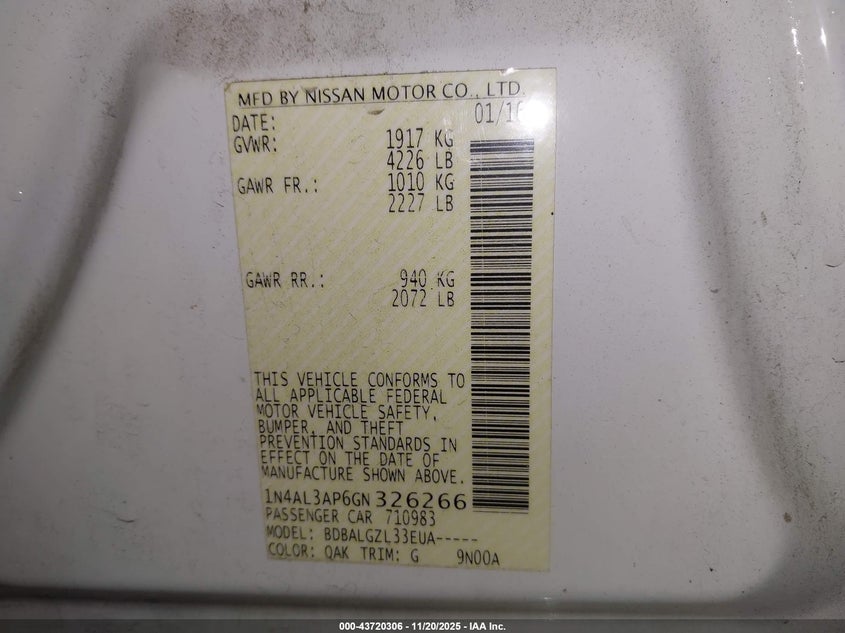 MFD BY NISSAN MOTOR CO., LTD.
DATE: 01/16
GVWR: 1917 KG
4226 LB
GAWR FR.: 1010 KG
2227 LB
GAWR RR.: 940 KG
2072 LB
THIS VEHICLE CONFORMS TO
ALL APPLICABLE FEDERAL
MOTOR VEHICLE SAFETY,
BUMPER, AND THEFT
PREVENTION STANDARDS IN
EFFECT ON THE DATE OF
MANUFACTURE SHOWN ABOVE.
1N4AL3AP6GN326266
PASSENGER CAR 710983
MODEL: BDBALGZL33EUA-----
COLOR: QAK TRIM: G 9N00A
000-43720306 - 11/20/2025 - IAA Inc.